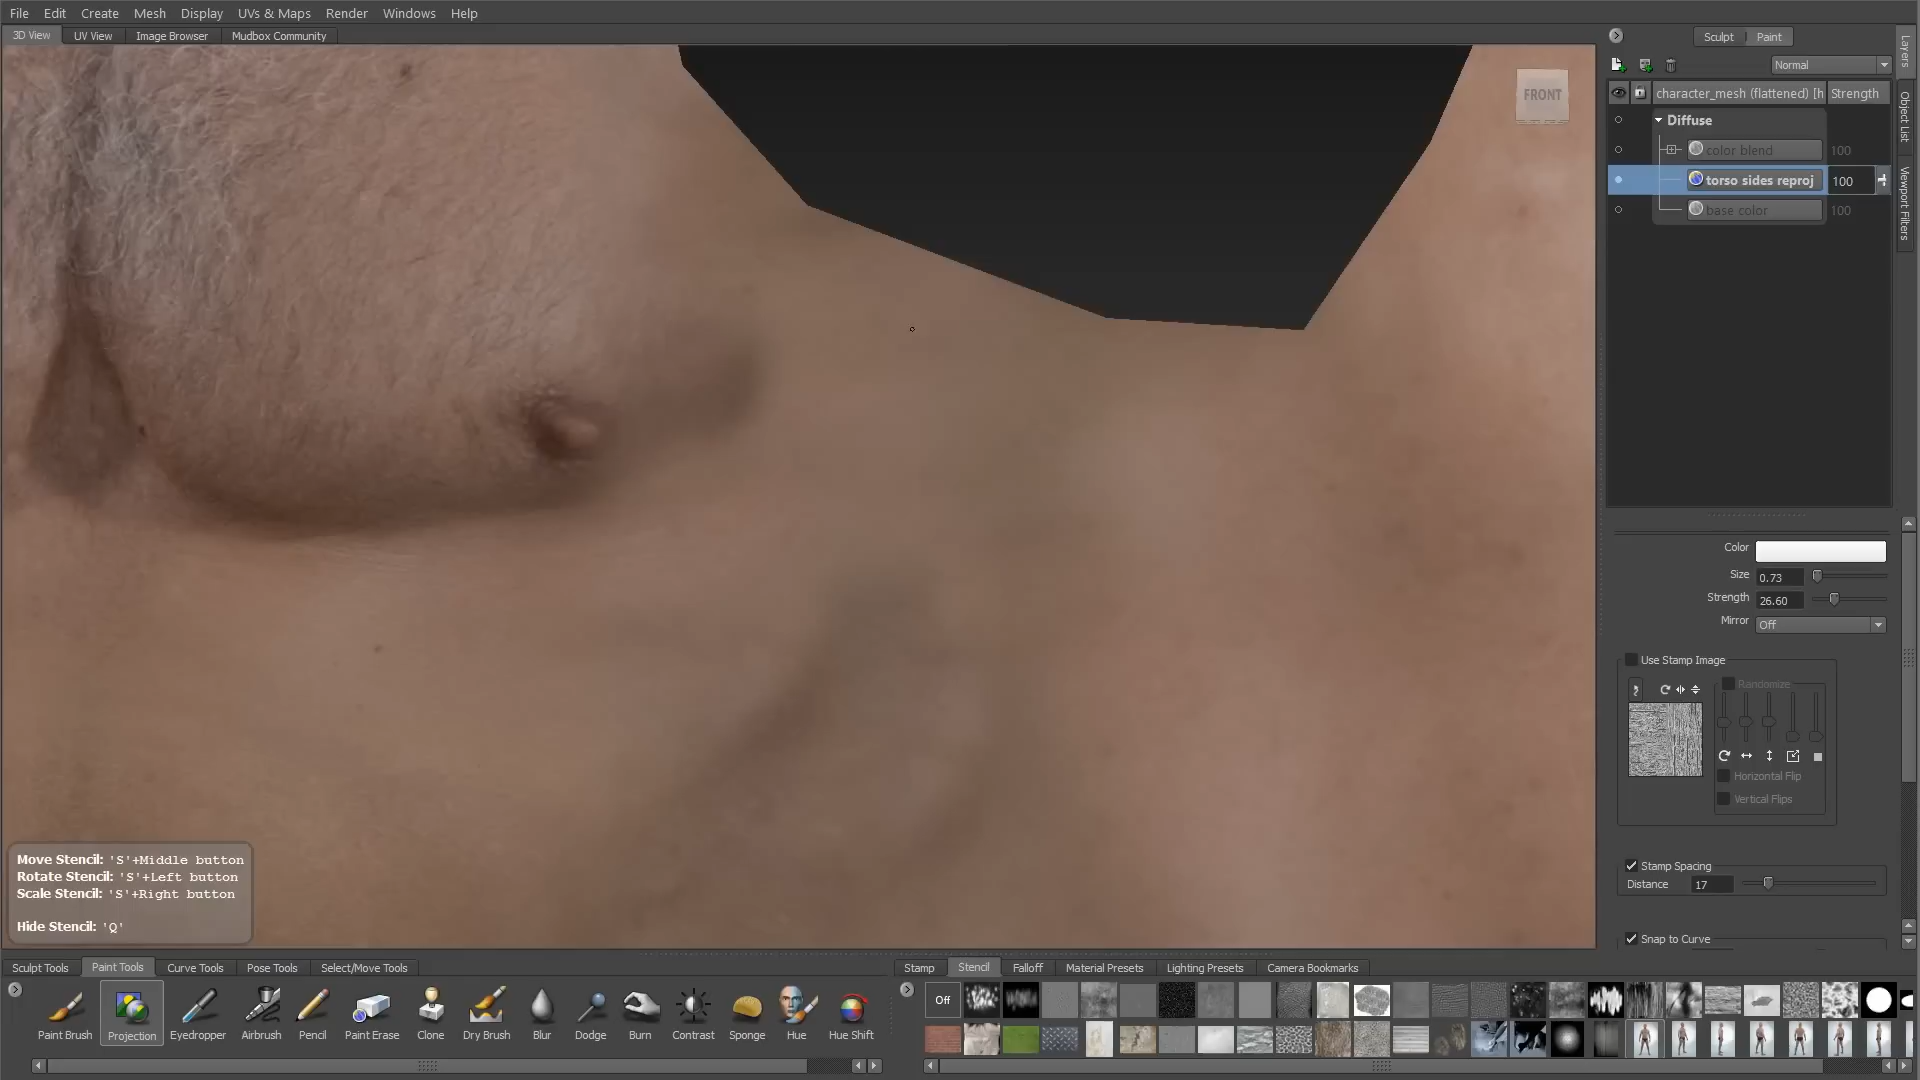 File Edit Create Mesh Display UVs & Maps Render Windows Help
3D View UV View Image Browser Mudbox Community
Sculpt Paint
Normal
character_mesh (flattened) [h Strength
Diffuse
color blend 100
torso sides reproj 100
base color 100
Layers
Object List
Viewport Filters
FRONT
Color
Size 0.73
Strength 26.60
Mirror Off
Use Stamp Image
Randomize
Horizontal Flip
Vertical Flips
Stamp Spacing
Distance 17
Snap to Curve
Move Stencil: 'S'+Middle button
Rotate Stencil: 'S'+Left button
Scale Stencil: 'S'+Right button
Hide Stencil: 'Q'
Sculpt Tools Paint Tools Curve Tools Pose Tools Select/Move Tools
Paint Brush Projection Eyedropper Airbrush Pencil Paint Erase Clone Dry Brush Blur Dodge Burn Contrast Sponge Hue Hue Shift
Stamp Stencil Falloff Material Presets Lighting Presets Camera Bookmarks
Off